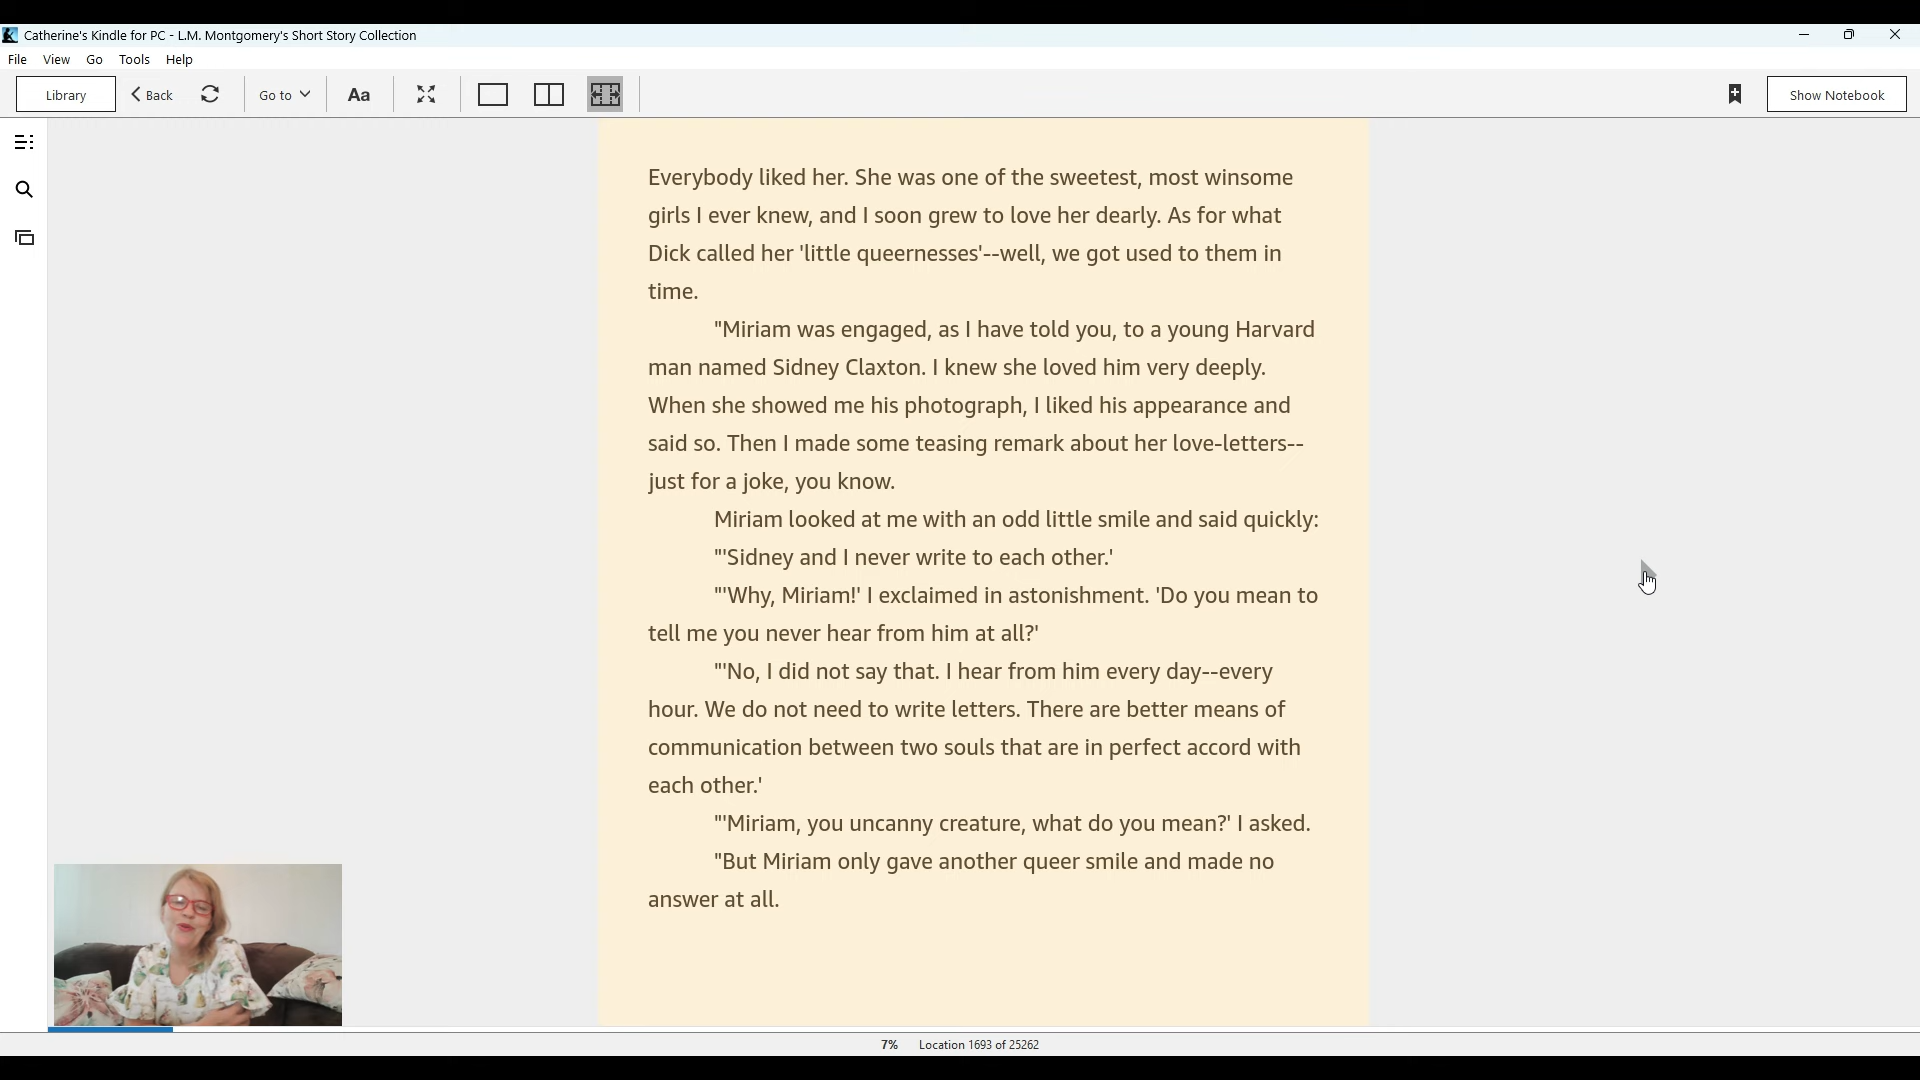 Catherine's Kindle for PC - L.M. Montgomery's Short Story Collection
File View Go Tools Help
Library Back Go to Aa Show Notebook
Everybody liked her. She was one of the sweetest, most winsome
girls I ever knew, and I soon grew to love her dearly. As for what
Dick called her 'little queernesses'--well, we got used to them in
time.
"Miriam was engaged, as I have told you, to a young Harvard
man named Sidney Claxton. I knew she loved him very deeply.
When she showed me his photograph, I liked his appearance and
said so. Then I made some teasing remark about her love-letters--
just for a joke, you know.
Miriam looked at me with an odd little smile and said quickly:
"'Sidney and I never write to each other.'
"'Why, Miriam!' I exclaimed in astonishment. 'Do you mean to
tell me you never hear from him at all?'
"'No, I did not say that. I hear from him every day--every
hour. We do not need to write letters. There are better means of
communication between two souls that are in perfect accord with
each other.'
"'Miriam, you uncanny creature, what do you mean?' I asked.
"But Miriam only gave another queer smile and made no
answer at all.
7% Location 1693 of 25262